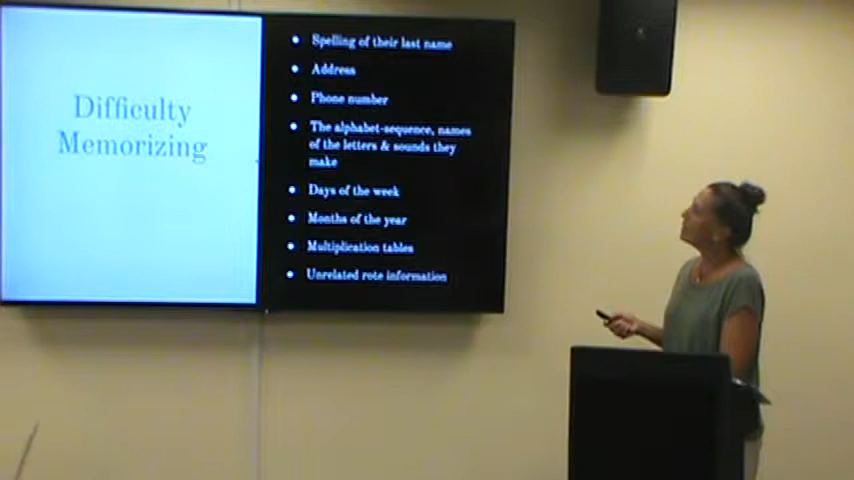 Difficulty
Memorizing
Spelling of their last name
Address
Phone number
The alphabet-sequence, names
of the letters & sounds they
make
Days of the week
Months of the year
Multiplication tables
Unrelated rote information